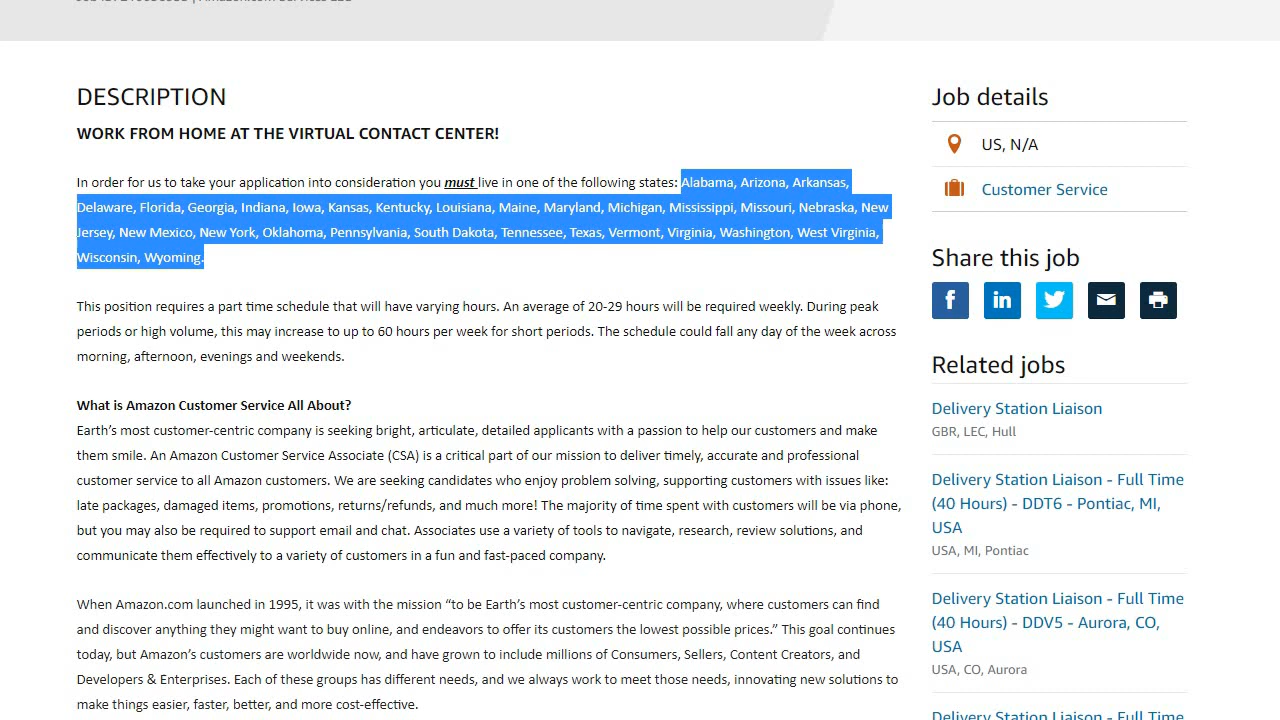 DESCRIPTION
WORK FROM HOME AT THE VIRTUAL CONTACT CENTER!
In order for us to take your application into consideration you must live in one of the following states: Alabama, Arizona, Arkansas,
Delaware, Florida, Georgia, Indiana, Iowa, Kansas, Kentucky, Louisiana, Maine, Maryland, Michigan, Mississippi, Missouri, Nebraska, New
Jersey, New Mexico, New York, Oklahoma, Pennsylvania, South Dakota, Tennessee, Texas, Vermont, Virginia, Washington, West Virginia,
Wisconsin, Wyoming.
This position requires a part time schedule that will have varying hours. An average of 20-29 hours will be required weekly. During peak
periods or high volume, this may increase to up to 60 hours per week for short periods. The schedule could fall any day of the week across
morning, afternoon, evenings and weekends.
What is Amazon Customer Service All About?
Earth's most customer-centric company is seeking bright, articulate, detailed applicants with a passion to help our customers and make
them smile. An Amazon Customer Service Associate (CSA) is a critical part of our mission to deliver timely, accurate and professional
customer service to all Amazon customers. We are seeking candidates who enjoy problem solving, supporting customers with issues like:
late packages, damaged items, promotions, returns/refunds, and much more! The majority of time spent with customers will be via phone,
but you may also be required to support email and chat. Associates use a variety of tools to navigate, research, review solutions, and
communicate them effectively to a variety of customers in a fun and fast-paced company.
When Amazon.com launched in 1995, it was with the mission “to be Earth's most customer-centric company, where customers can find
and discover anything they might want to buy online, and endeavors to offer its customers the lowest possible prices.” This goal continues
today, but Amazon's customers are worldwide now, and have grown to include millions of Consumers, Sellers, Content Creators, and
Developers & Enterprises. Each of these groups has different needs, and we always work to meet those needs, innovating new solutions to
make things easier, faster, better, and more cost-effective.
Job details
US, N/A
Customer Service
Share this job
Related jobs
Delivery Station Liaison
GBR, LEC, Hull
Delivery Station Liaison - Full Time
(40 Hours) - DDT6 - Pontiac, MI,
USA
USA, MI, Pontiac
Delivery Station Liaison - Full Time
(40 Hours) - DDV5 - Aurora, CO,
USA
USA, CO, Aurora
Delivery Station Liaison - Full Time